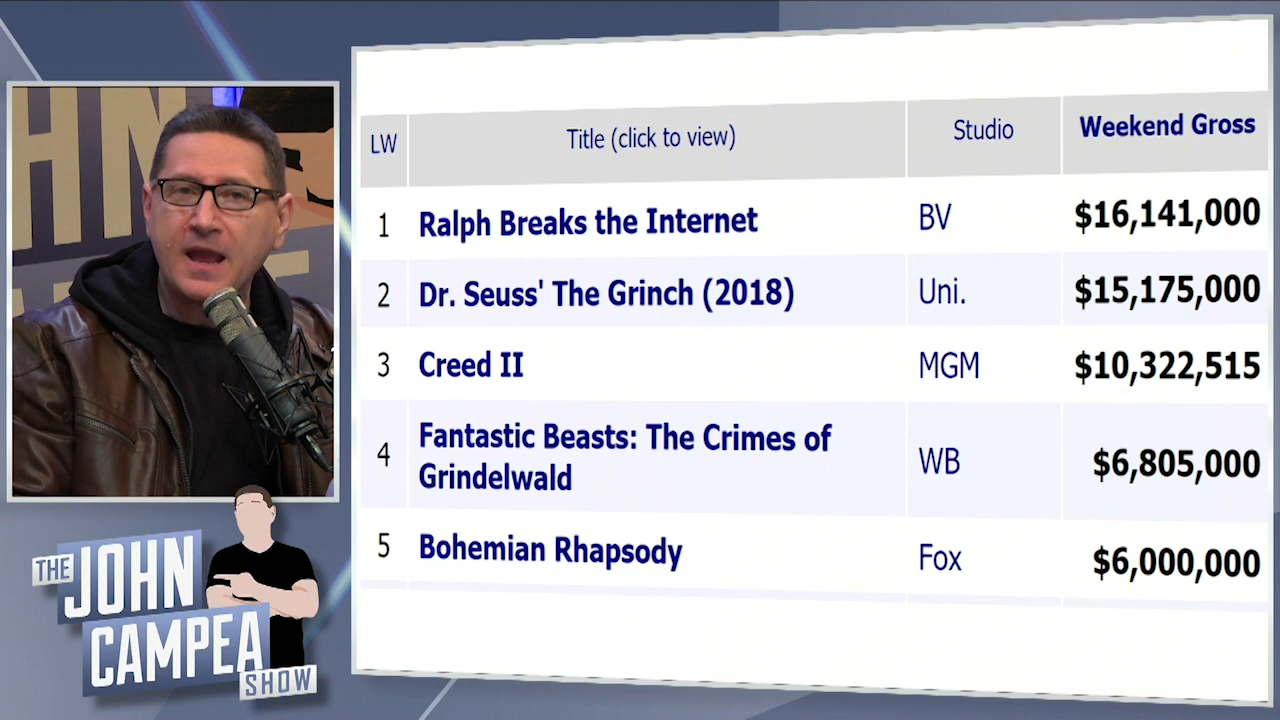 LW Title (click to view) Studio Weekend Gross
1 Ralph Breaks the Internet BV $16,141,000
2 Dr. Seuss' The Grinch (2018) Uni. $15,175,000
3 Creed II MGM $10,322,515
4 Fantastic Beasts: The Crimes of
Grindelwald WB $6,805,000
5 Bohemian Rhapsody Fox $6,000,000
THE
JOHN
CAMPEA
SHOW